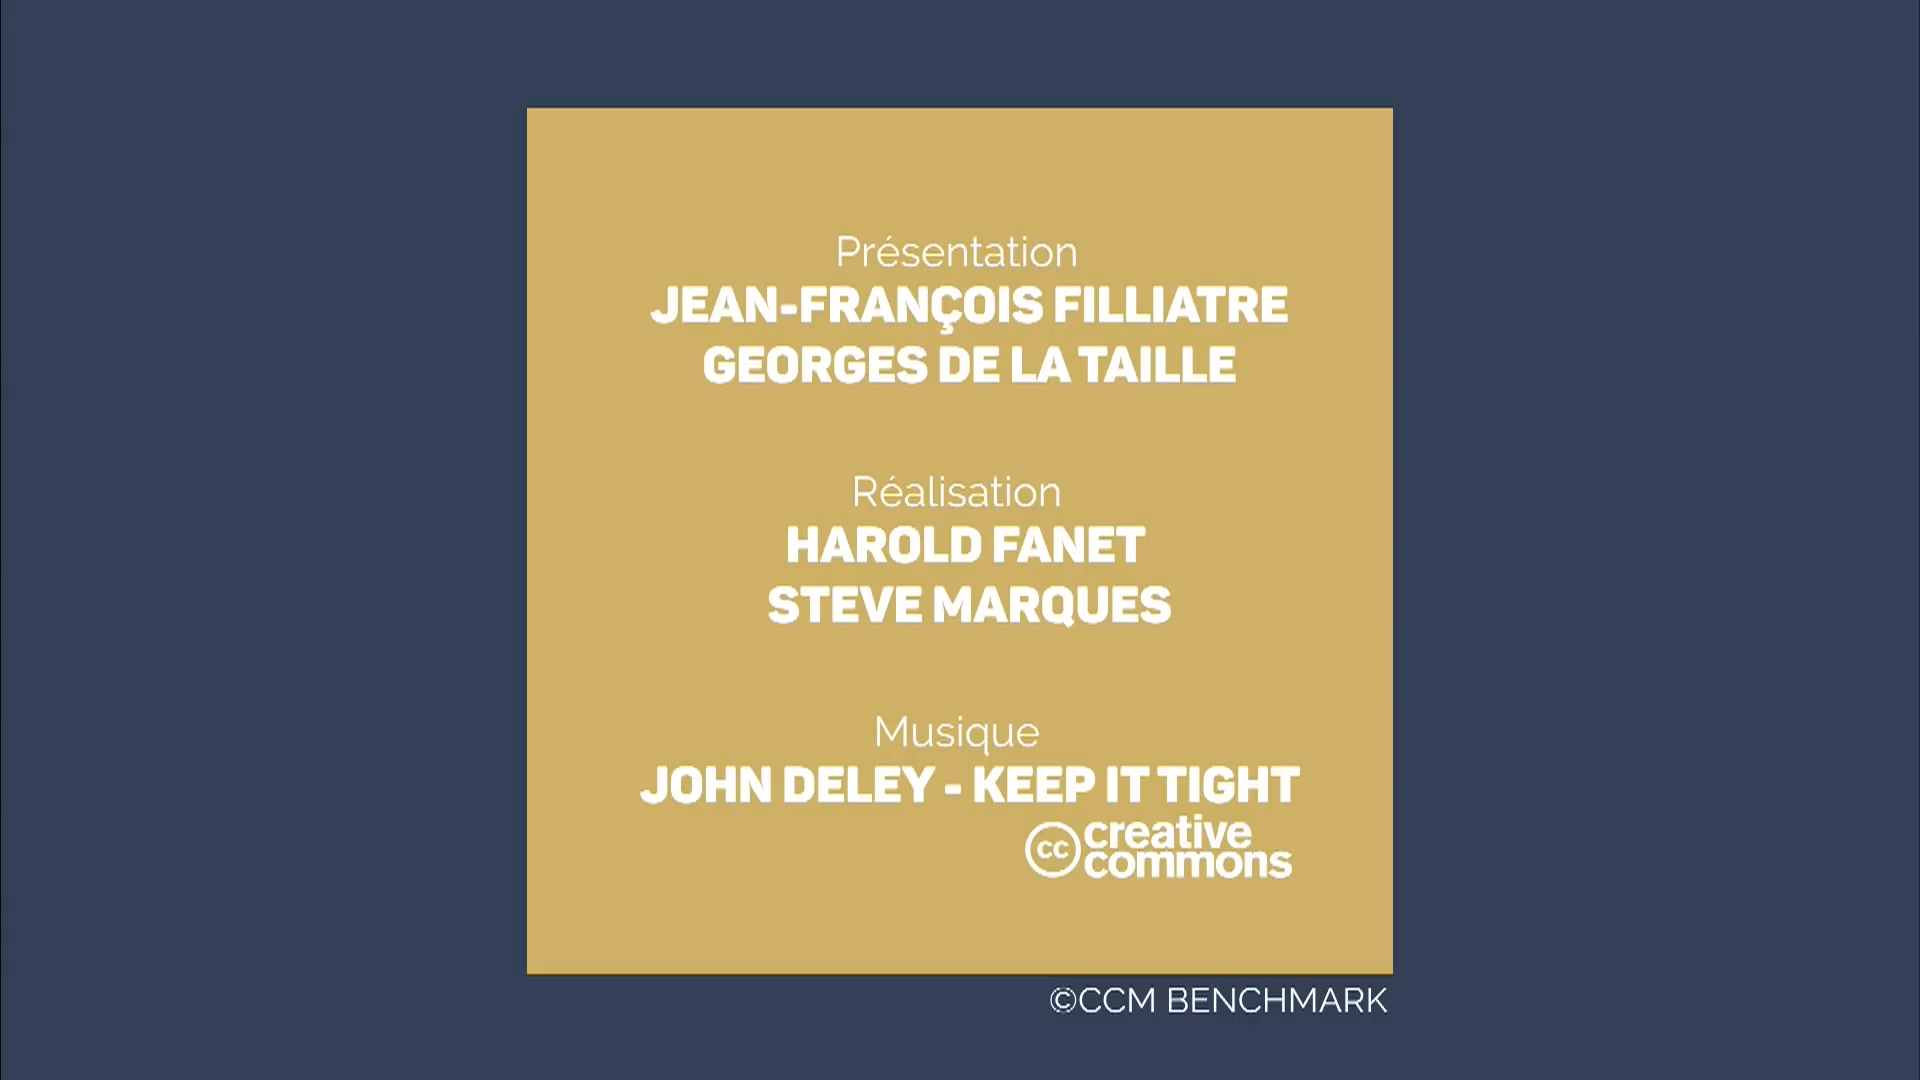 Présentation
JEAN-FRANÇOIS FILLIATRE
GEORGES DE LA TAILLE
Réalisation
HAROLD FANET
STEVE MARQUES
Musique
JOHN DELEY - KEEP IT TIGHT
cc creative
commons
©CCM BENCHMARK